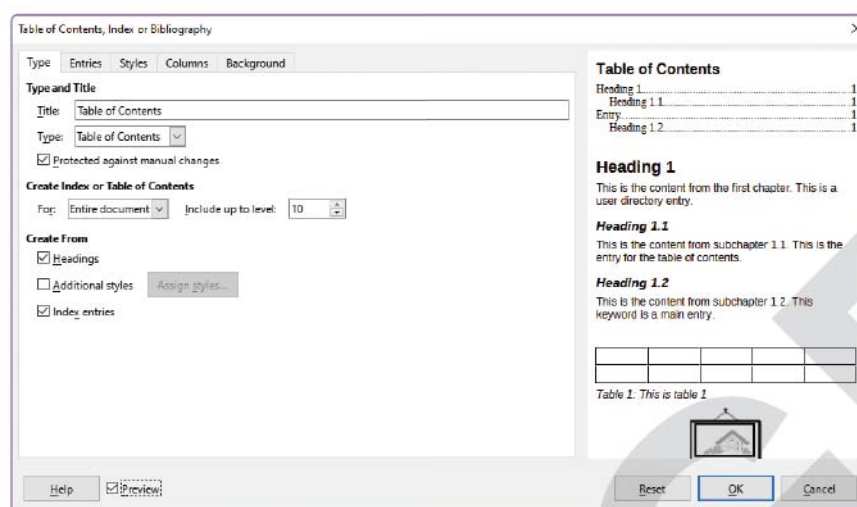 Table of Contents, Index or Bibliography
Type Entries Styles Columns Background
Type and Title
Title: Table of Contents
Type: Table of Contents
Protected against manual changes
Create Index or Table of Contents
For: Entire document Include up to level: 10
Create From
Headings
Additional styles Assign styles...
Index entries
Help Preview
Table of Contents
Heading 1 1
Heading 1.1 1
Entry 1
Heading 1.2 1
Heading 1
This is the content from the first chapter. This is a
user directory entry.
Heading 1.1
This is the content from subchapter 1.1. This is the
entry for the table of contents.
Heading 1.2
This is the content from subchapter 1.2. This
keyword is a main entry.
Table 1: This is table 1
Reset OK Cancel